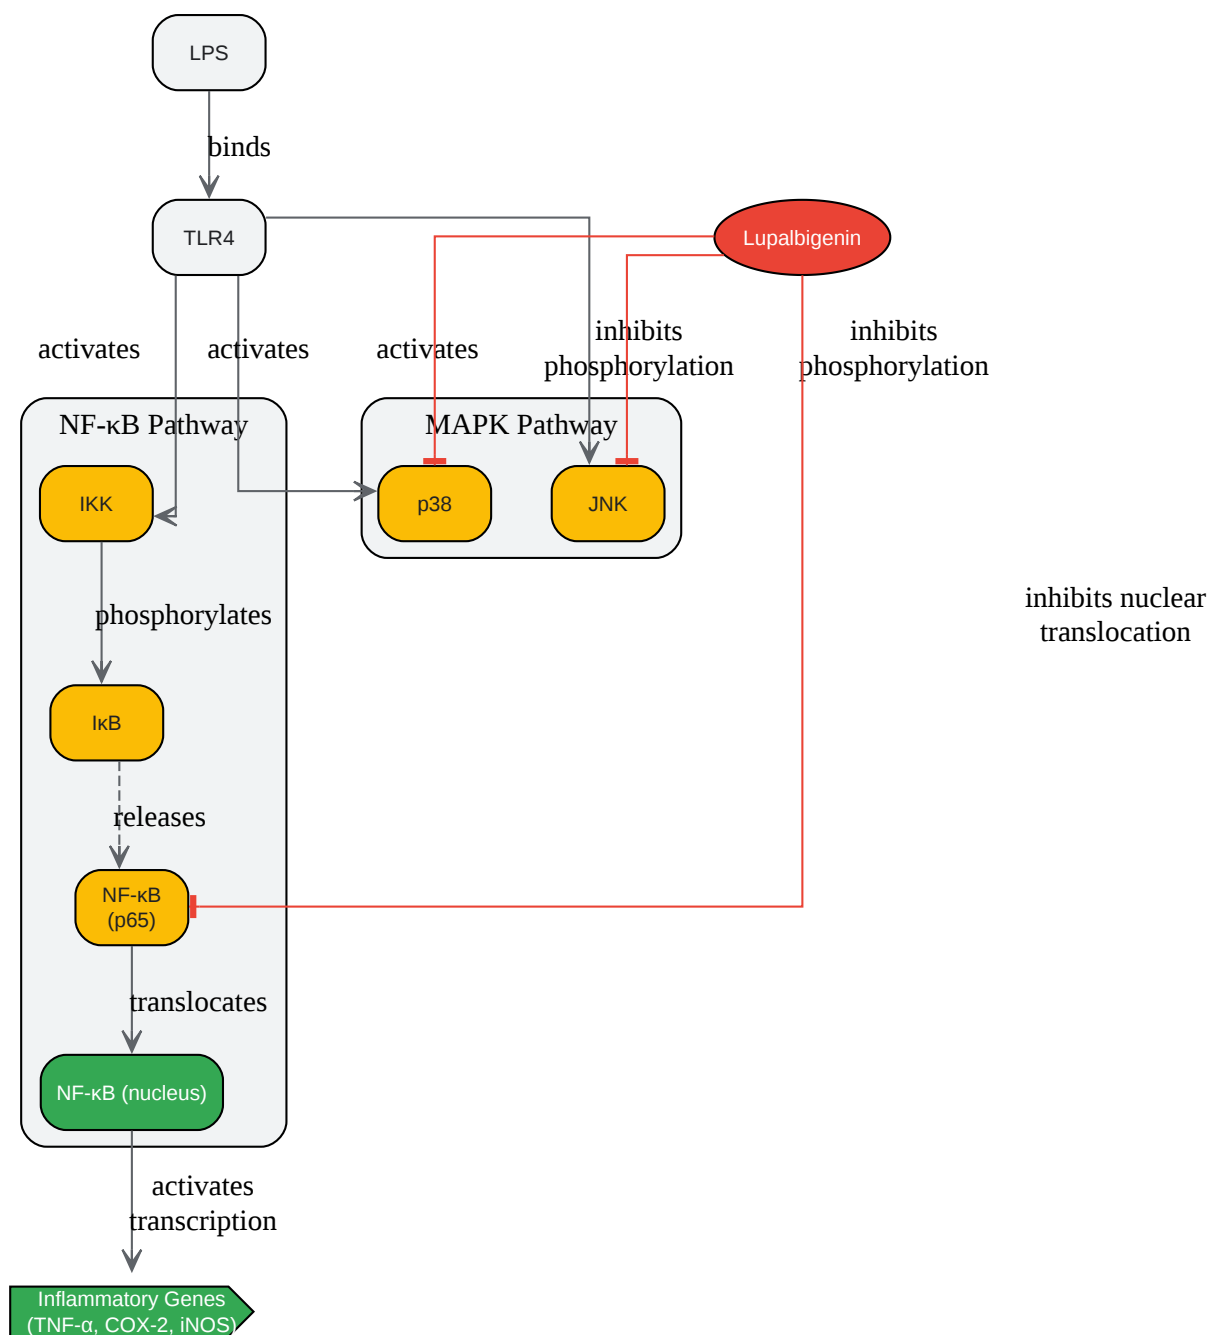 LPS
binds
TLR4
Lupalbigenin
activates
activates
activates
inhibits
phosphorylation
inhibits
phosphorylation
NF-κB Pathway
MAPK Pathway
IKK
p38
JNK
phosphorylates
inhibits nuclear
translocation
IκB
releases
NF-κB
(p65)
translocates
NF-κB (nucleus)
activates
transcription
Inflammatory Genes
(TNF-α, COX-2, iNOS)